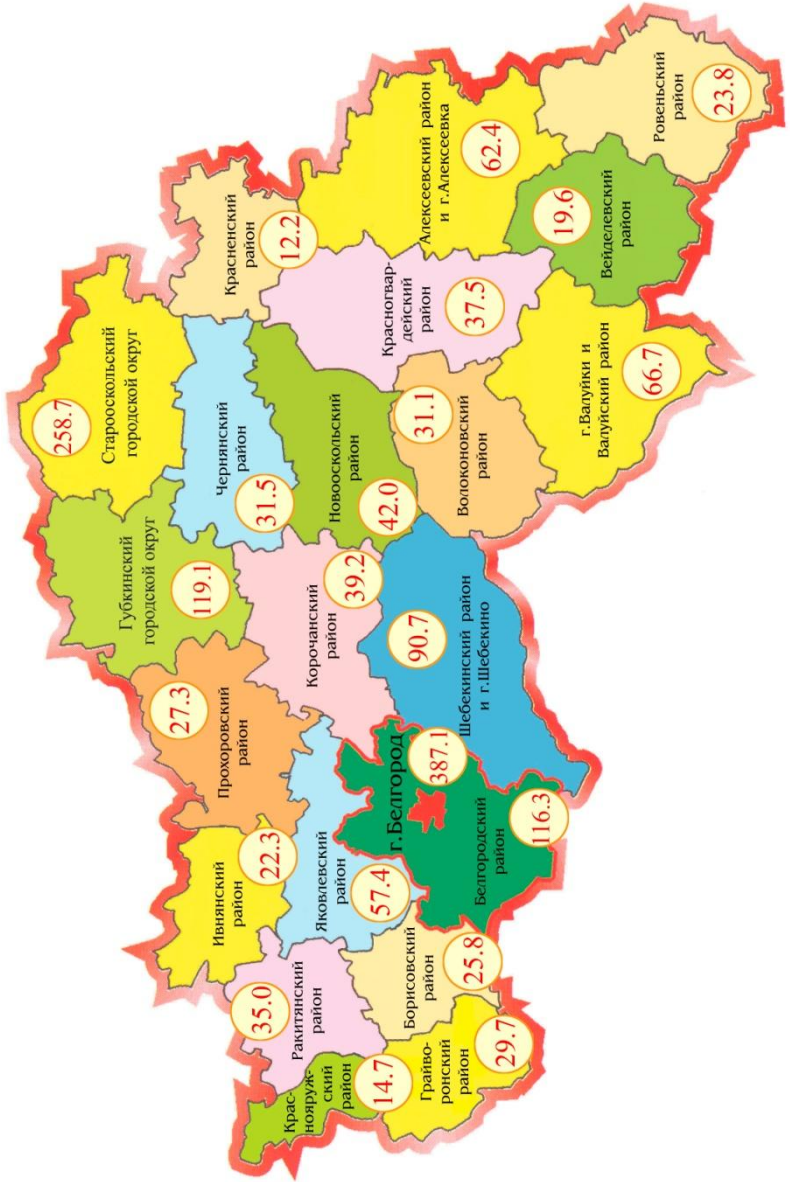 258.7
Старооскольский
городской округ
Губкинский
городской округ
119.1
Чернянский
район
31.5
Красненский
район
12.2
Прохоровский
район
27.3
Ивнянский
район
22.3
Корочанский
район
39.2
Новооскольский
район
42.0
Красногвар-
дейский
район
37.5
Алексеевский район
и г.Алексеевка
62.4
35.0
Ракитянский
район
Крас-
нояруж-
ский
район
14.7
Яковлевский
район
57.4
г.Белгород
387.1
90.7
Шебекинский район
и г.Шебекино
31.1
Волоконовский
район
19.6
Вейделевский
район
Ровеньский
район
23.8
Борисовский
район
25.8
Грайво-
ронский
район
29.7
Белгородский
район
116.3
г.Валуйки и
Валуйский район
66.7